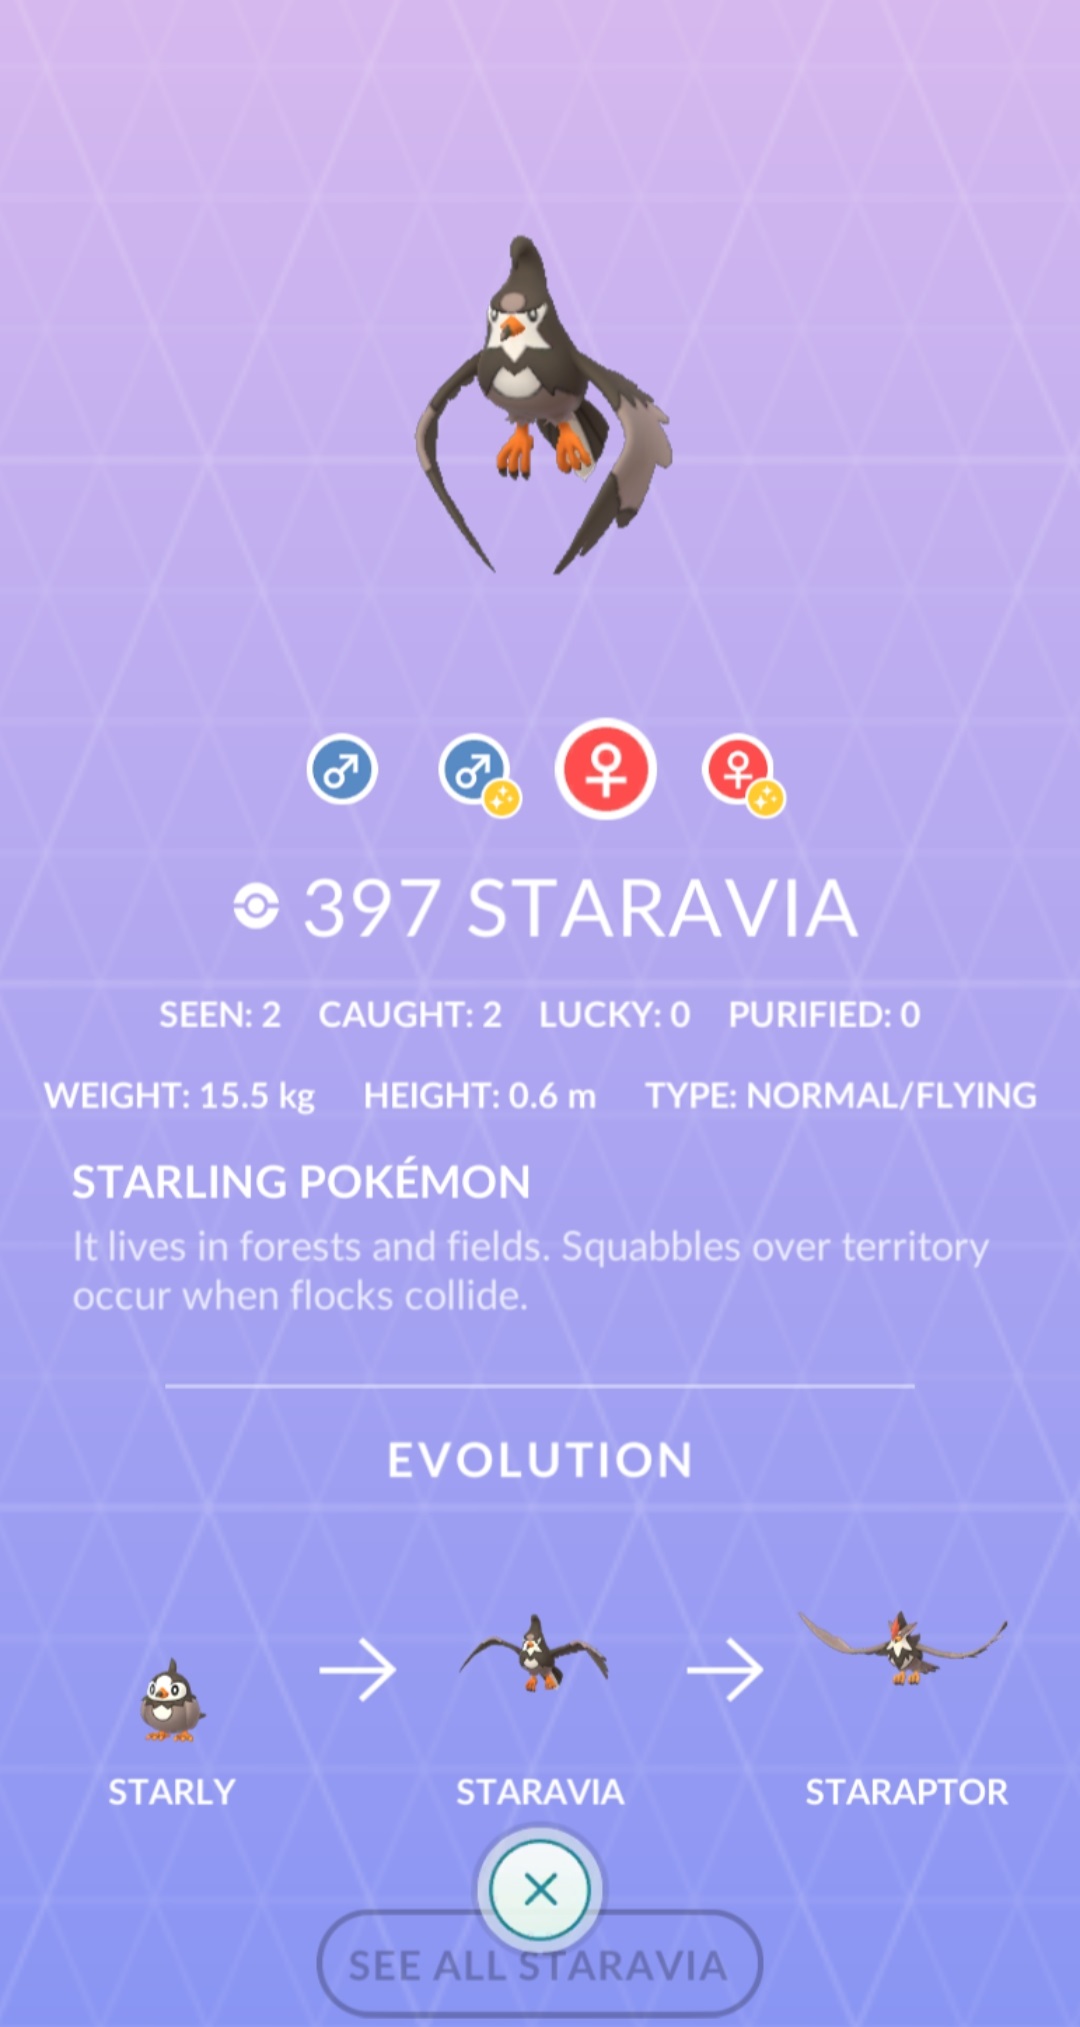 397 STARAVIA
SEEN: 2 CAUGHT: 2 LUCKY: 0 PURIFIED: 0
WEIGHT: 15.5 kg HEIGHT: 0.6 m TYPE: NORMAL/FLYING
STARLING POKÉMON
It lives in forests and fields. Squabbles over territory
occur when flocks collide.
EVOLUTION
STARLY STARAVIA STARAPTOR
SEE ALL STARAVIA